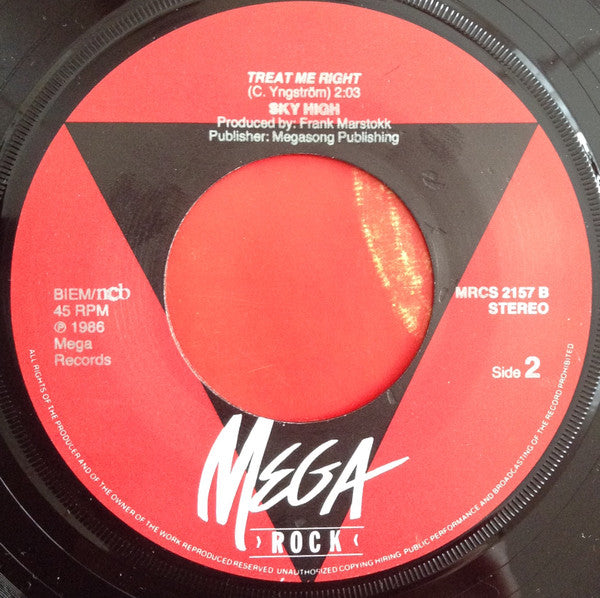 TREAT ME RIGHT
(C. Yngström) 2:03
SKY HIGH
Produced by: Frank Marstokk
Publisher: Megasong Publishing
BIEM/ncb
45 RPM
℗ 1986
Mega
Records
MRCS 2157 B
STEREO
Side 2
MEGA
ROCK
ALL RIGHTS OF THE PRODUCER AND OF THE OWNER OF THE WORK REPRODUCED RESERVED UNAUTHORIZED COPYING HIRING PUBLIC PERFORMANCE AND BROADCASTING OF THE RECORD PROHIBITED